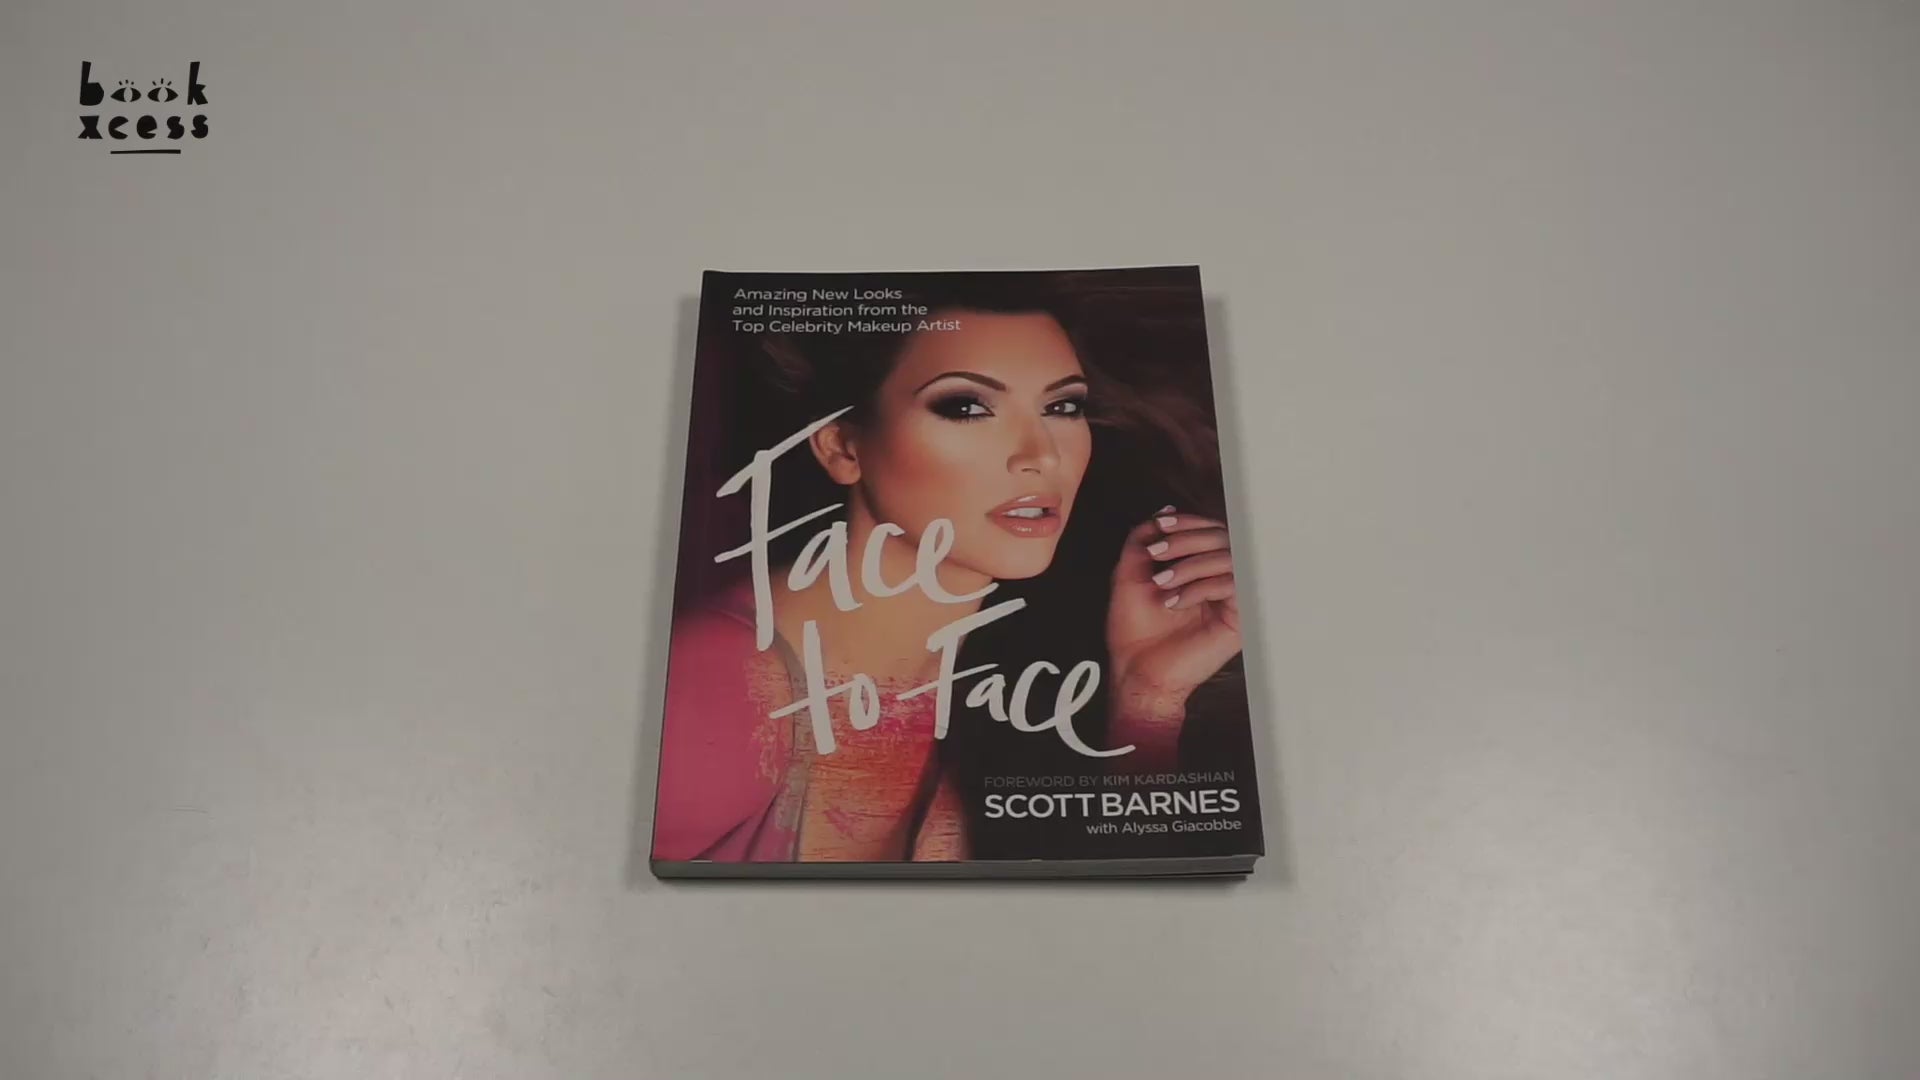 book
xcess
Amazing New Looks
and Inspiration from the
Top Celebrity Makeup Artist
Face
to Face
FOREWORD BY KIM KARDASHIAN
SCOTT BARNES
with Alyssa Giacobbe